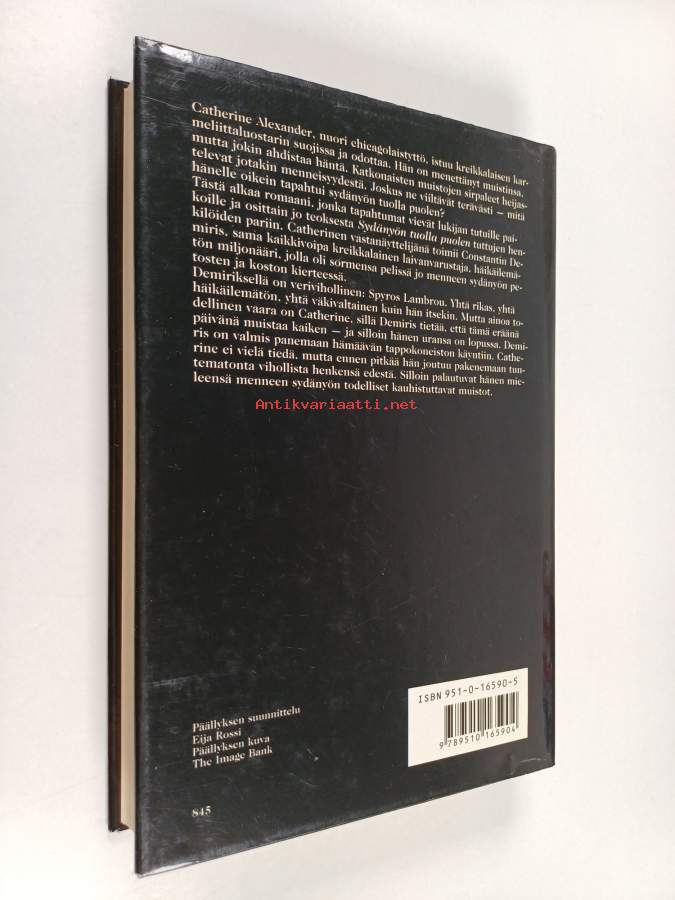 Catherine Alexander, nuori chicagolaistyttö, istuu kreikkalaisen kar-
meliittaluostarin suojissa ja odottaa. Hän on menettänyt muistinsa,
mutta jokin ahdistaa häntä. Katkonaisten muistojen sirpaleet heijas-
televat jotakin menneisyydestä. Joskus ne viiltävät terävästi – mitä
hänelle oikein tapahtui sydänyön tuolla puolen?
Tästä alkaa romaani, jonka tapahtumat vievät lukijan tutuille pai-
koille ja osittain jo teoksesta Sydänyön tuolla puolen tuttujen hen-
kilöiden pariin. Catherinen vastanäyttelijänä toimii Constantin De-
miris, sama kaikkivoipa kreikkalainen laivanvarustaja, häikäilemä-
tön miljonääri, jolla oli sormensa pelissä jo menneen sydänyön pe-
tosten ja koston kierteessä.
Demiriksellä on verivihollinen: Spyros Lambrou. Yhtä rikas, yhtä
häikäilemätön, yhtä väkivaltainen kuin hän itsekin. Mutta ainoa to-
dellinen vaara on Catherine, sillä Demiris tietää, että tämä eräänä
päivänä muistaa kaiken – ja silloin hänen uransa on lopussa. Demi-
ris on valmis panemaan hämäävän tappokoneiston käyntiin. Cathe-
rine ei vielä tiedä, mutta ennen pitkää hän joutuu pakenemaan tun-
tematonta vihollista henkensä edestä. Silloin palautuvat hänen mie-
leensä menneen sydänyön todelliset kauhistuttavat muistot.
Antikvariaatti.net
ISBN 951-0-16590-5
9 789510 165904
Päällyksen suunnittelu
Eija Rossi
Päällyksen kuva
The Image Bank
845